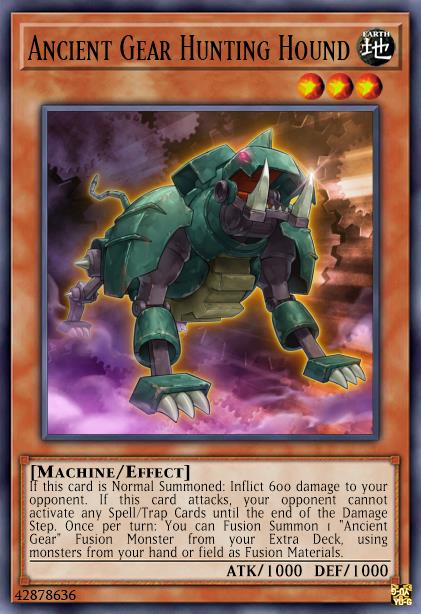 ANCIENT GEAR HUNTING HOUND
EARTH
地
[MACHINE/EFFECT]
If this card is Normal Summoned: Inflict 600 damage to your
opponent. If this card attacks, your opponent cannot
activate any Spell/Trap Cards until the end of the Damage
Step. Once per turn: You can Fusion Summon 1 "Ancient
Gear" Fusion Monster from your Extra Deck, using
monsters from your hand or field as Fusion Materials.
ATK/1000 DEF/1000
42878636